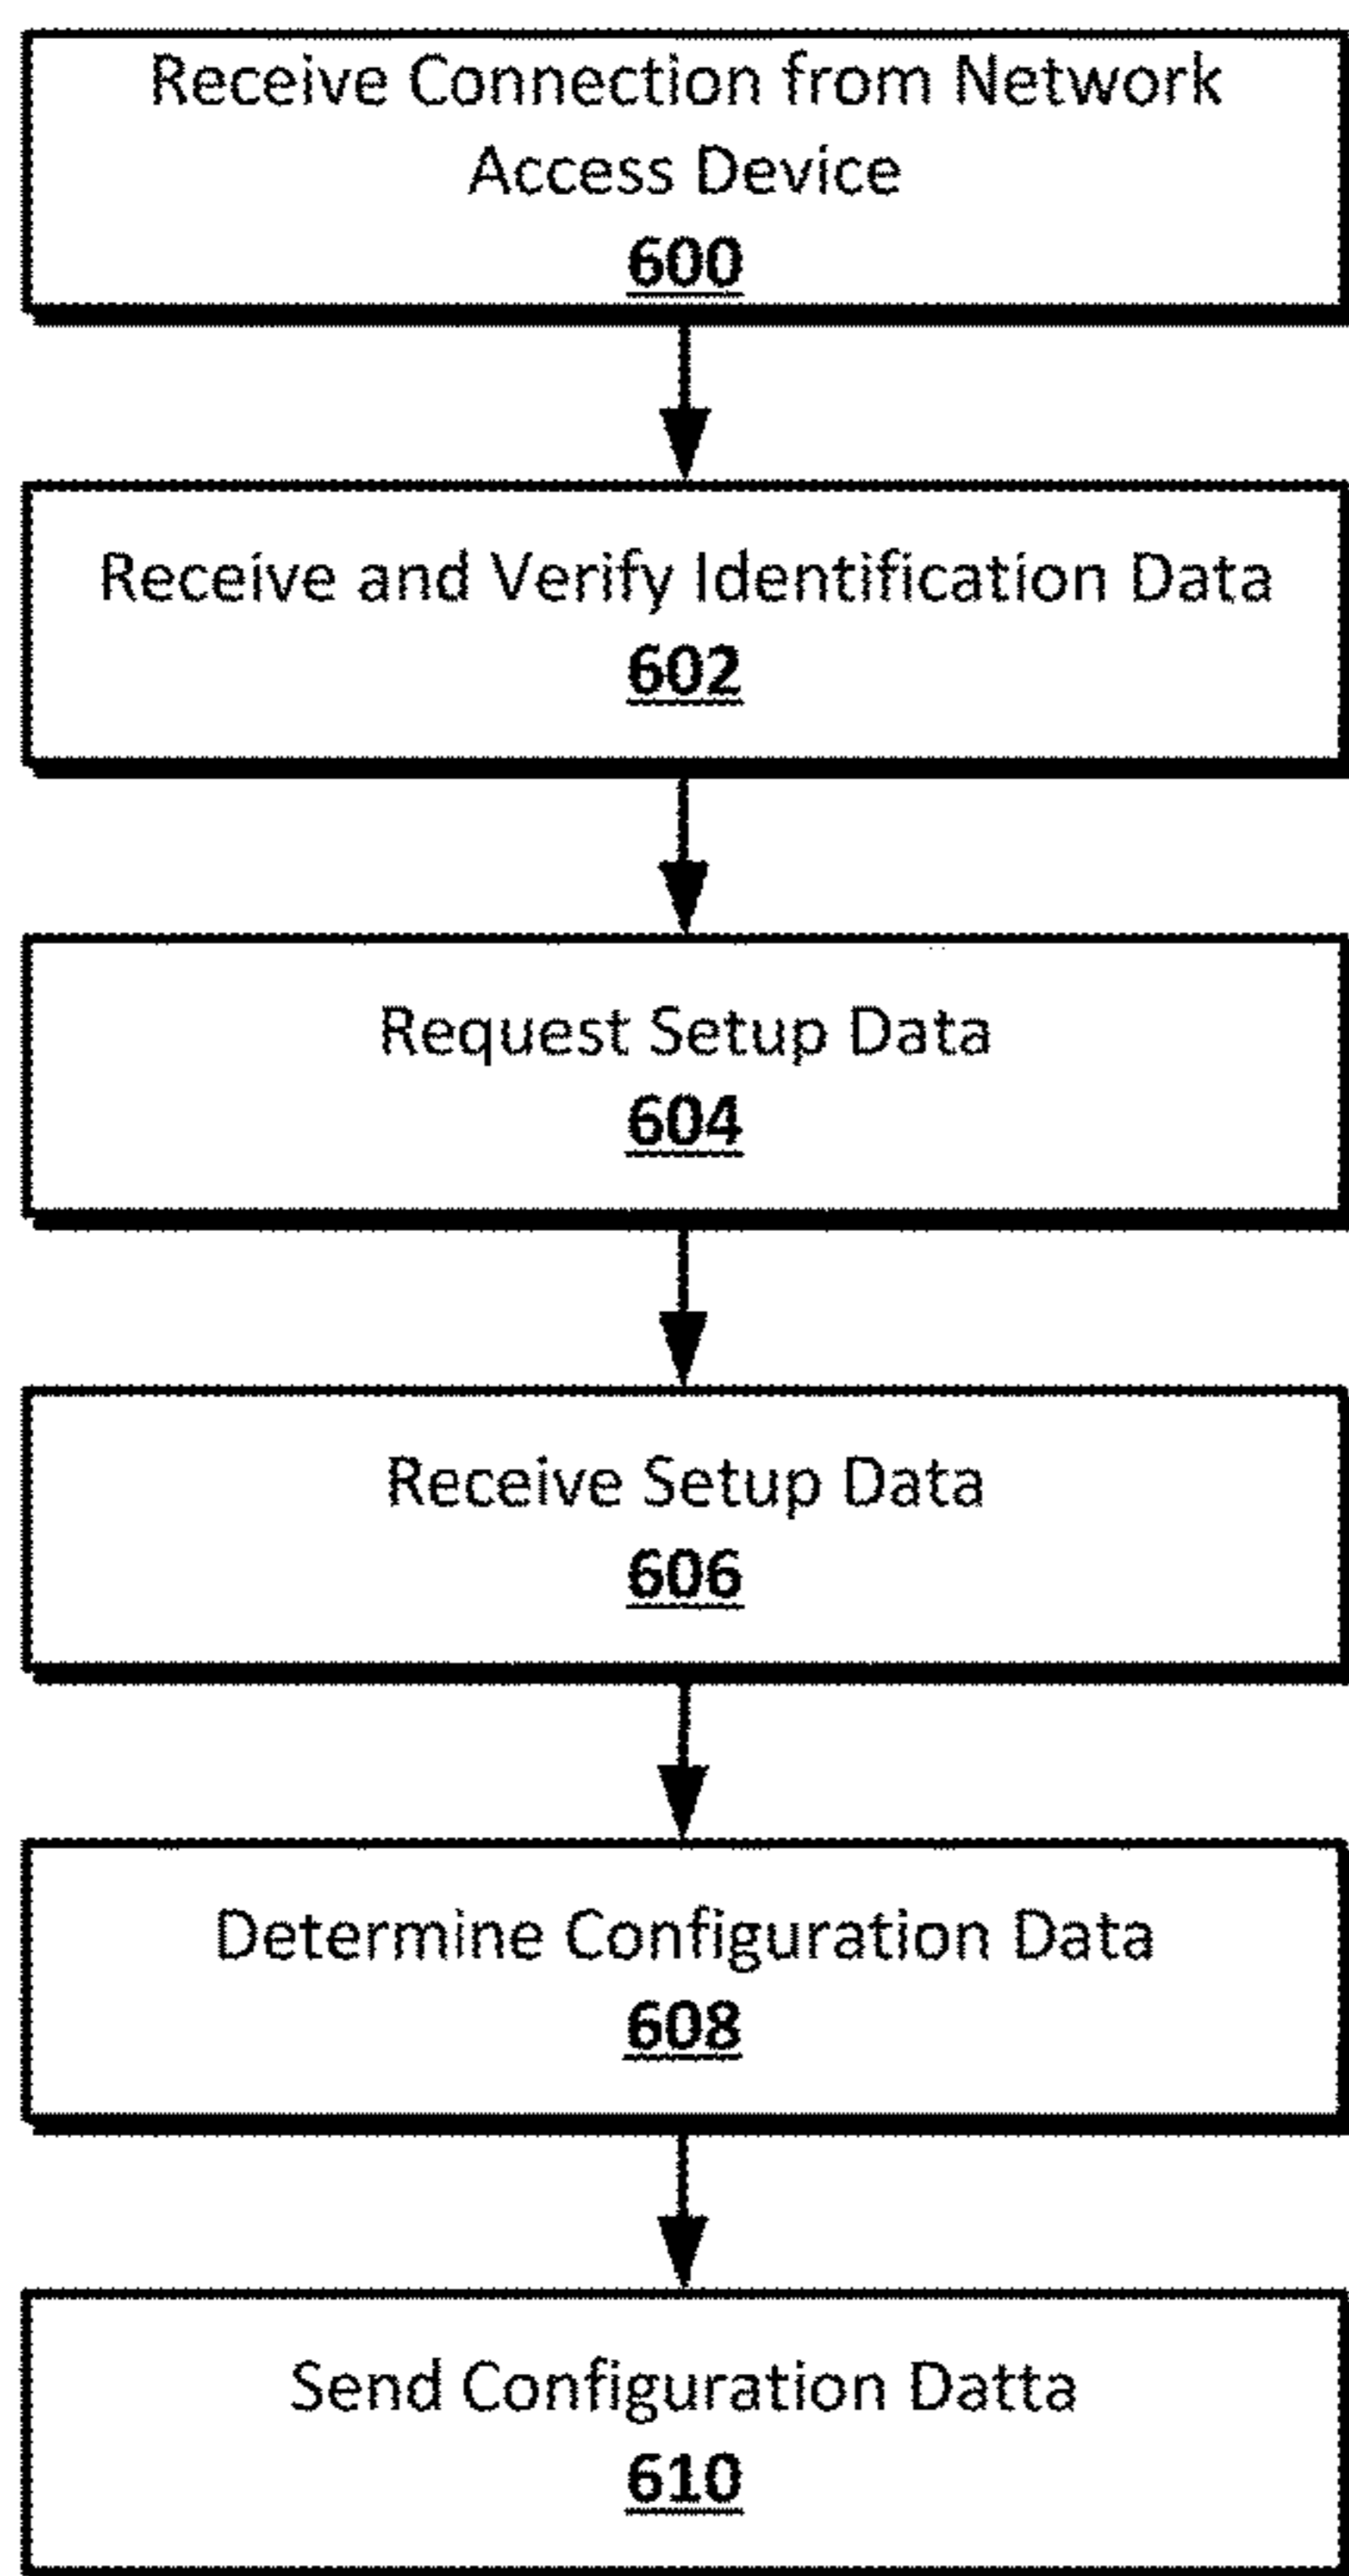 Receive Connection from Network
Access Device
600
Receive and Verify Identification Data
602
Request Setup Data
604
Receive Setup Data
606
Determine Configuration Data
608
Send Configuration Datta
610